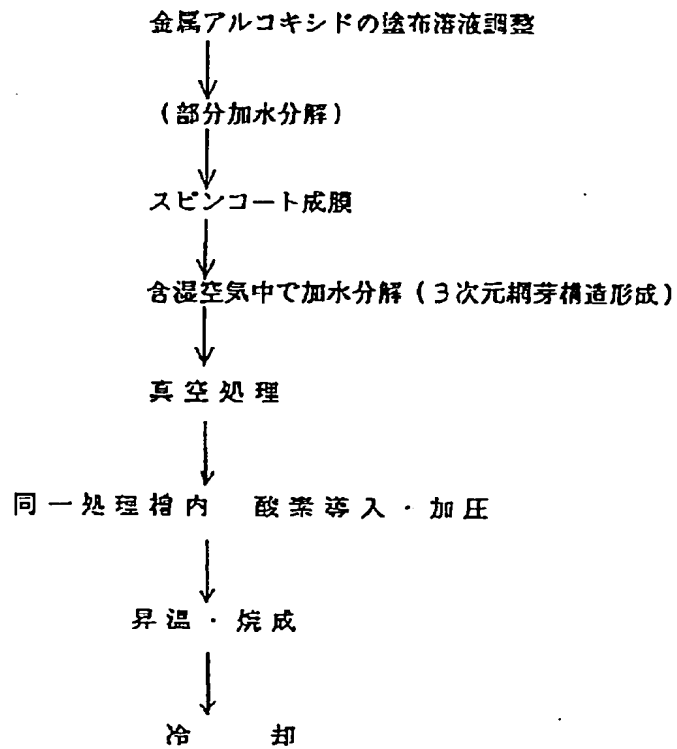 金属アルコキシドの塗布溶液調整
(部分加水分解)
スピンコート成膜
含湿空気中で加水分解(3次元網芽構造形成)
真空処理
同一処理槽内 酸素導入・加圧
昇温・焼成
冷却